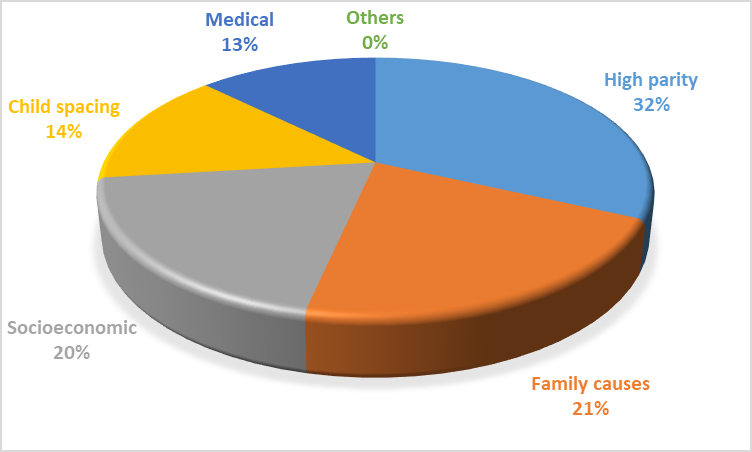 Others
0%
Medical
13%
High parity
32%
Child spacing
14%
Socioeconomic
20%
Family causes
21%